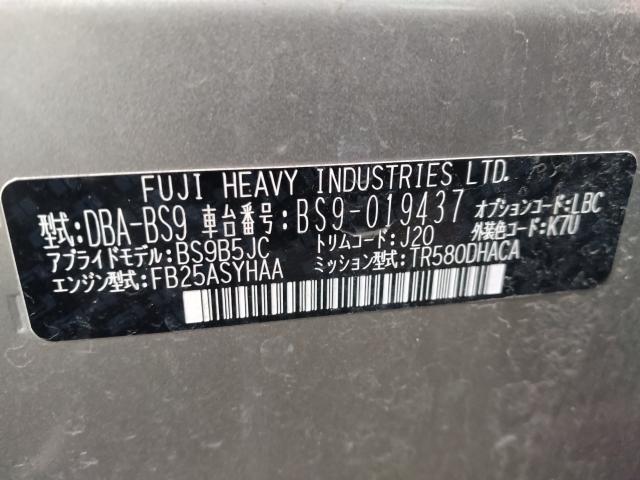 FUJI HEAVY INDUSTRIES LTD.
型式:DBA-BS9 車台番号:BS9-019437 オプションコード:LBC
アプライドモデル:BS9B5JC トリムコード:J20 外装色コード:K7U
エンジン型式:FB25ASYHAA ミッション型式:TR580DHACA